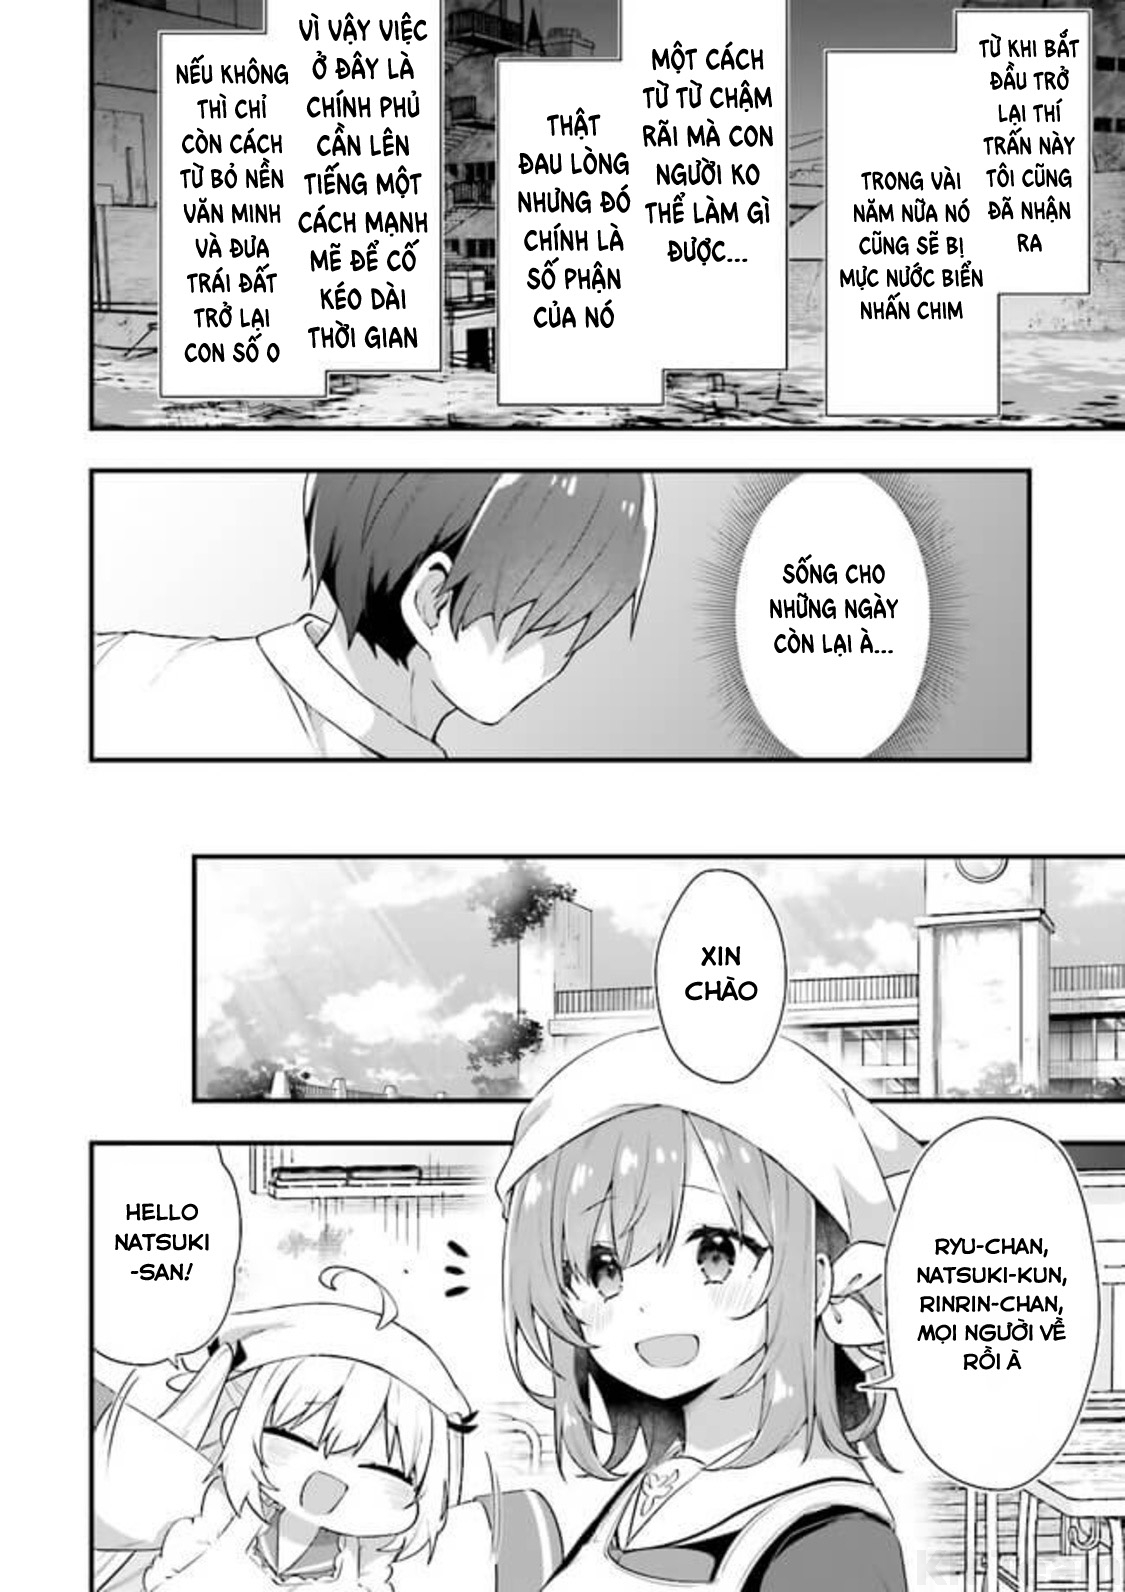 TỪ KHI BẮT
ĐẦU TRỞ
LẠI THÍ
TRẤN NÀY
TÔI CŨNG
ĐÃ NHẬN
RA
TRONG VÀI
NĂM NỮA NÓ
CŨNG SẼ BỊ
MỰC NƯỚC BIỂN
NHẤN CHIM
MỘT CÁCH
TỪ TỪ CHẬM
RÃI MÀ CON
NGƯỜI KO
THỂ LÀM GÌ
ĐƯỢC...
THẬT
ĐAU LÒNG
NHƯNG ĐÓ
CHÍNH LÀ
SỐ PHẬN
CỦA NÓ
VÌ VẬY VIỆC
Ở ĐÂY LÀ
CHÍNH PHỦ
CẦN LÊN
TIẾNG MỘT
CÁCH MẠNH
MẼ ĐỂ CỐ
KÉO DÀI
THỜI GIAN
NẾU KHÔNG
THÌ CHỈ
CÒN CÁCH
TỪ BỎ NỀN
VĂN MINH
VÀ ĐƯA
TRÁI ĐẤT
TRỞ LẠI
CON SỐ 0
SỐNG CHO
NHỮNG NGÀY
CÒN LẠI À...
XIN
CHÀO
RYU-CHAN,
NATSUKI-KUN,
RINRIN-CHAN,
MỌI NGƯỜI VỀ
RỒI À
HELLO
NATSUKI
-SAN!